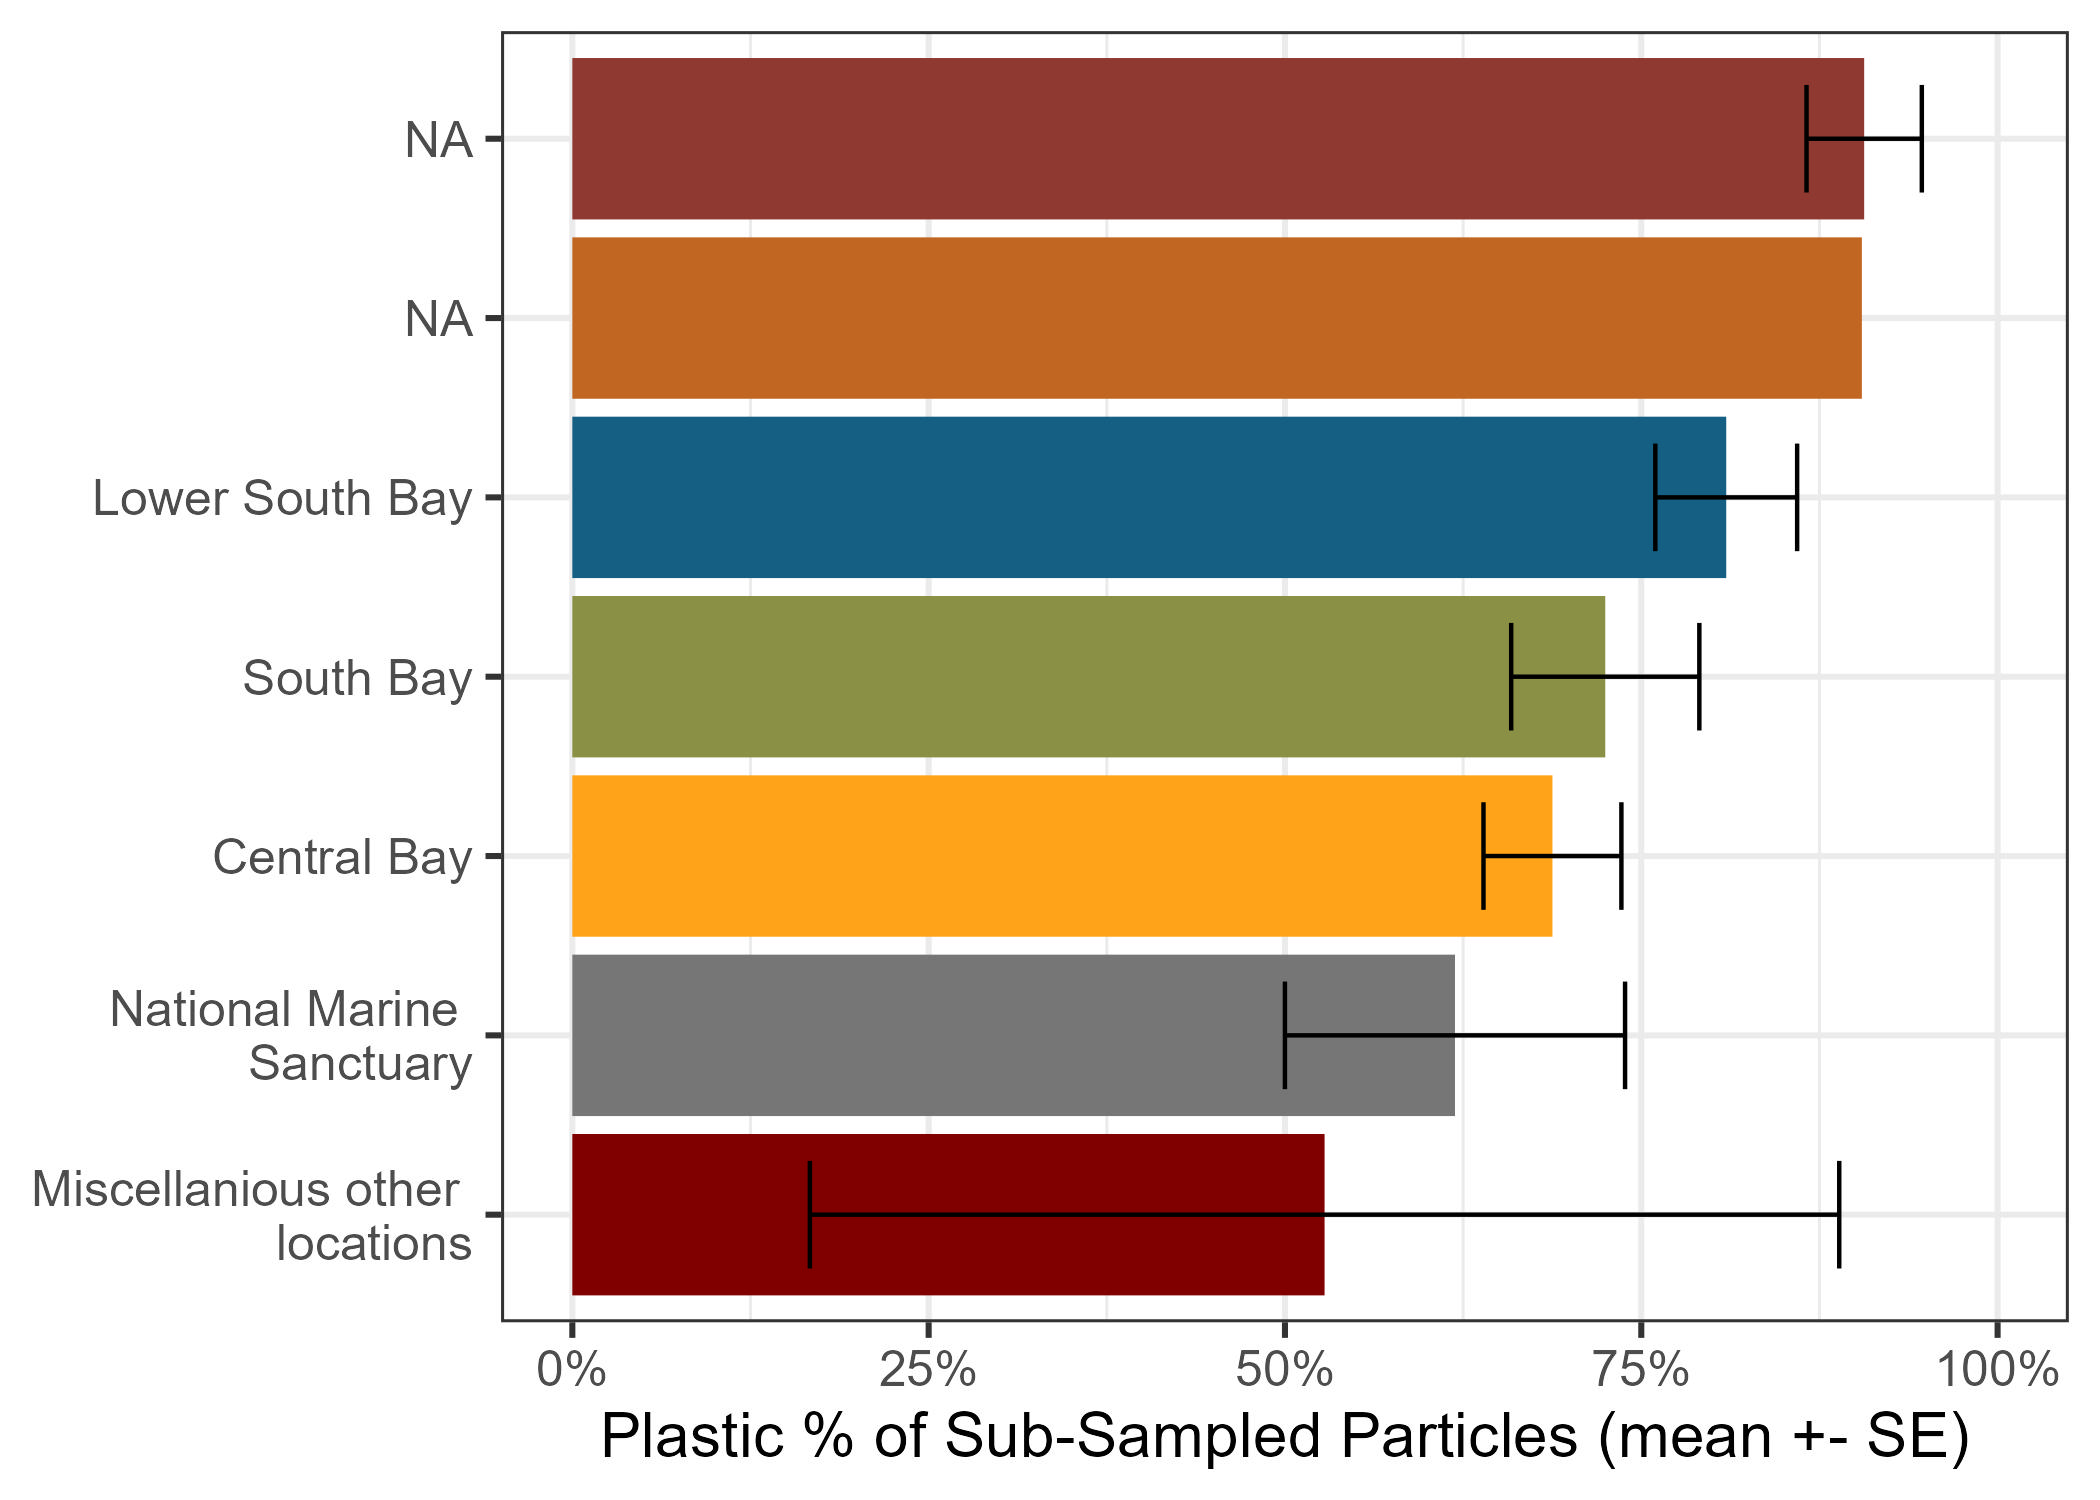 NA
NA
Lower South Bay
South Bay
Central Bay
National Marine
Sanctuary
Miscellanious other
locations
0% 25% 50% 75% 100%
Plastic % of Sub-Sampled Particles (mean +- SE)